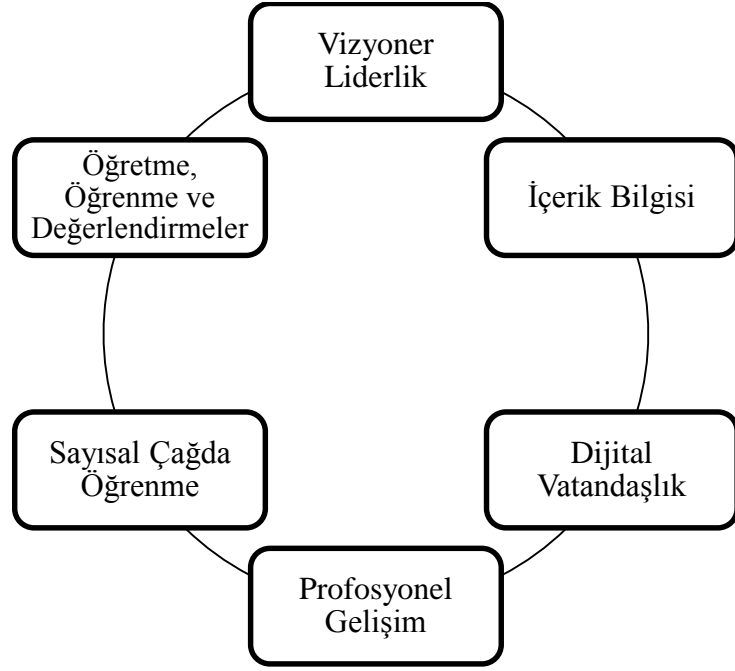 Vizyoner
Liderlik
İçerik Bilgisi
Dijital
Vatandaşlık
Profosyonel
Gelişim
Sayısal Çağda
Öğrenme
Öğretme,
Öğrenme ve
Değerlendirmeler